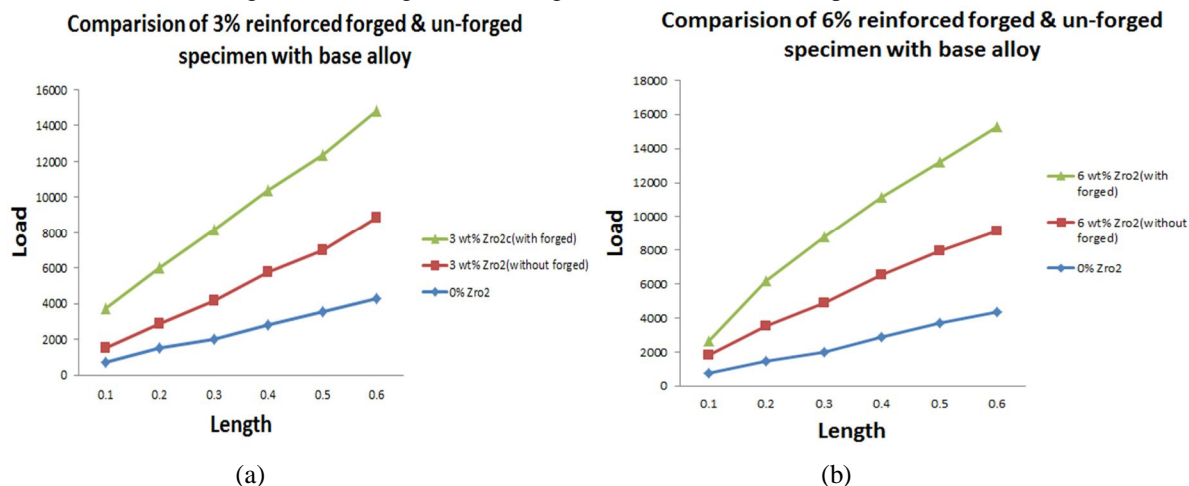 Comparision of 3% reinforced forged & un-forged
specimen with base alloy
16000
14000
12000
10000
8000
6000
4000
2000
0
Load
0.1 0.2 0.3 0.4 0.5 0.6
Length
3 wt% Zro2c(with forged)
3 wt% Zro2(without forged)
0% Zro2
(a)
Comparision of 6% reinforced forged & un-forged
specimen with base alloy
18000
16000
14000
12000
10000
8000
6000
4000
2000
0
Load
0.1 0.2 0.3 0.4 0.5 0.6
Length
6 wt% Zro2(with
forged)
6 wt% Zro2(without
forged)
0% Zro2
(b)